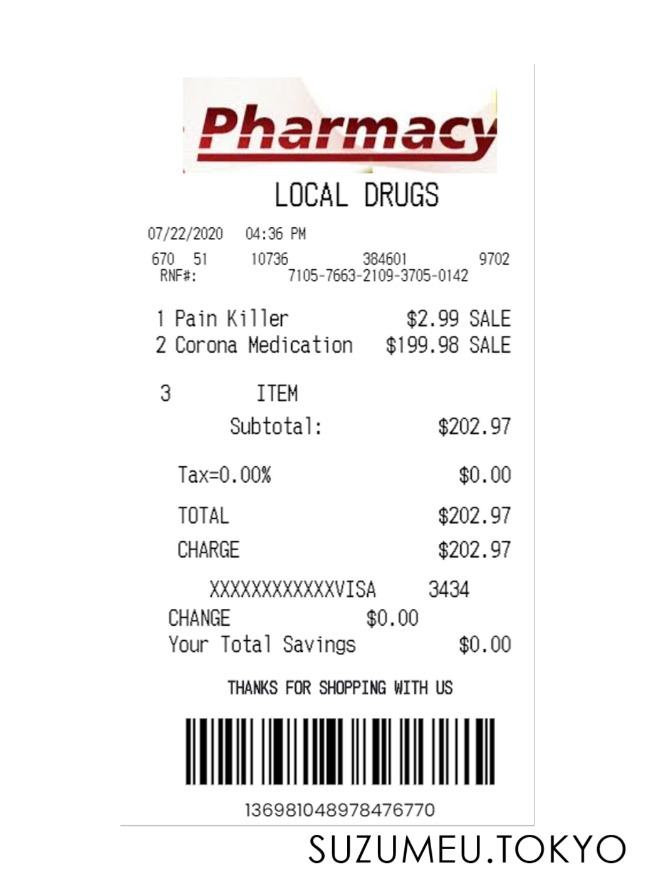 Pharmacy
LOCAL DRUGS
07/22/2020 04:36 PM
670 51 10736 384601 9702
RNF#: 7105-7663-2109-3705-0142
1 Pain Killer $2.99 SALE
2 Corona Medication $199.98 SALE
3 ITEM
Subtotal: $202.97
Tax=0.00% $0.00
TOTAL $202.97
CHARGE $202.97
XXXXXXXXXXXXVISA 3434
CHANGE $0.00
Your Total Savings $0.00
THANKS FOR SHOPPING WITH US
136981048978476770
SUZUMEU.TOKYO